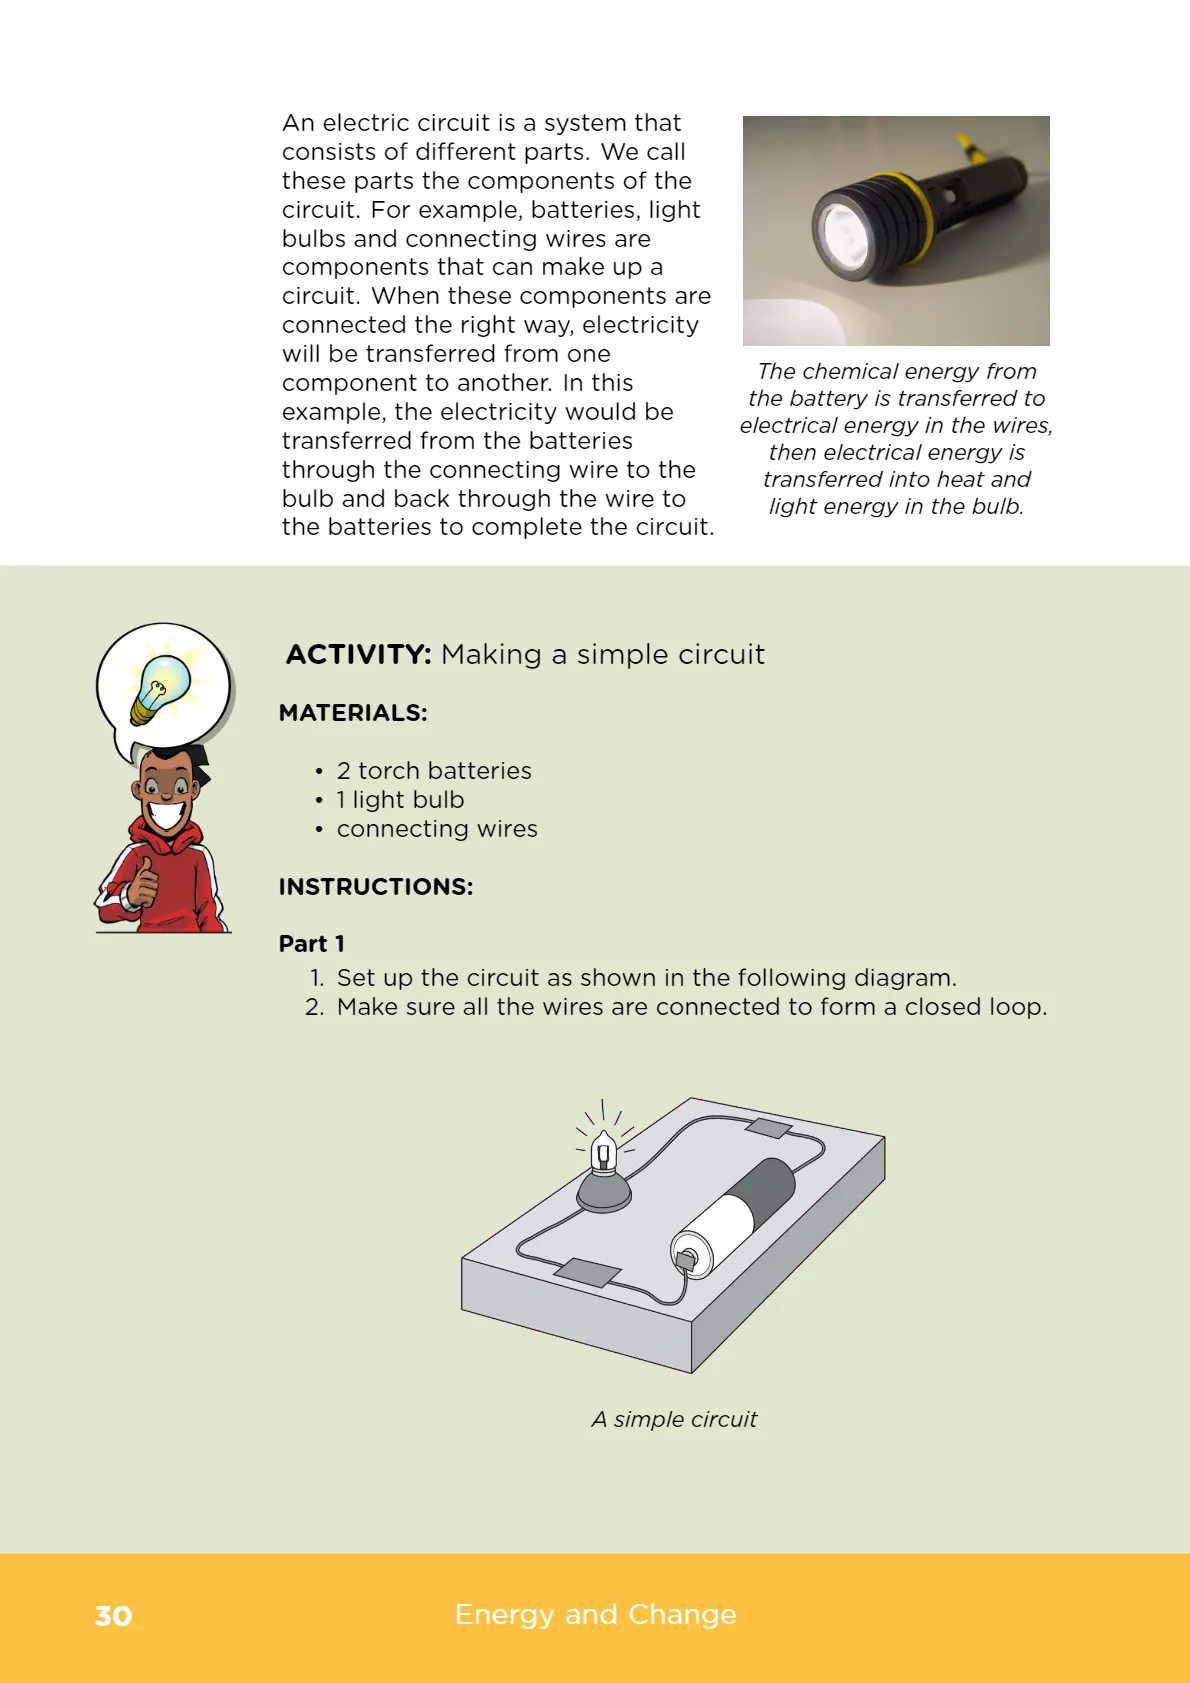 An electric circuit is a system that
consists of different parts. We call
these parts the components of the
circuit. For example, batteries, light
bulbs and connecting wires are
components that can make up a
circuit. When these components are
connected the right way, electricity
will be transferred from one
component to another. In this
example, the electricity would be
transferred from the batteries
through the connecting wire to the
bulb and back through the wire to
the batteries to complete the circuit.
The chemical energy from
the battery is transferred to
electrical energy in the wires,
then electrical energy is
transferred into heat and
light energy in the bulb.
ACTIVITY: Making a simple circuit
MATERIALS:
• 2 torch batteries
• 1 light bulb
• connecting wires
INSTRUCTIONS:
Part 1
1. Set up the circuit as shown in the following diagram.
2. Make sure all the wires are connected to form a closed loop.
A simple circuit
30
Energy and Change